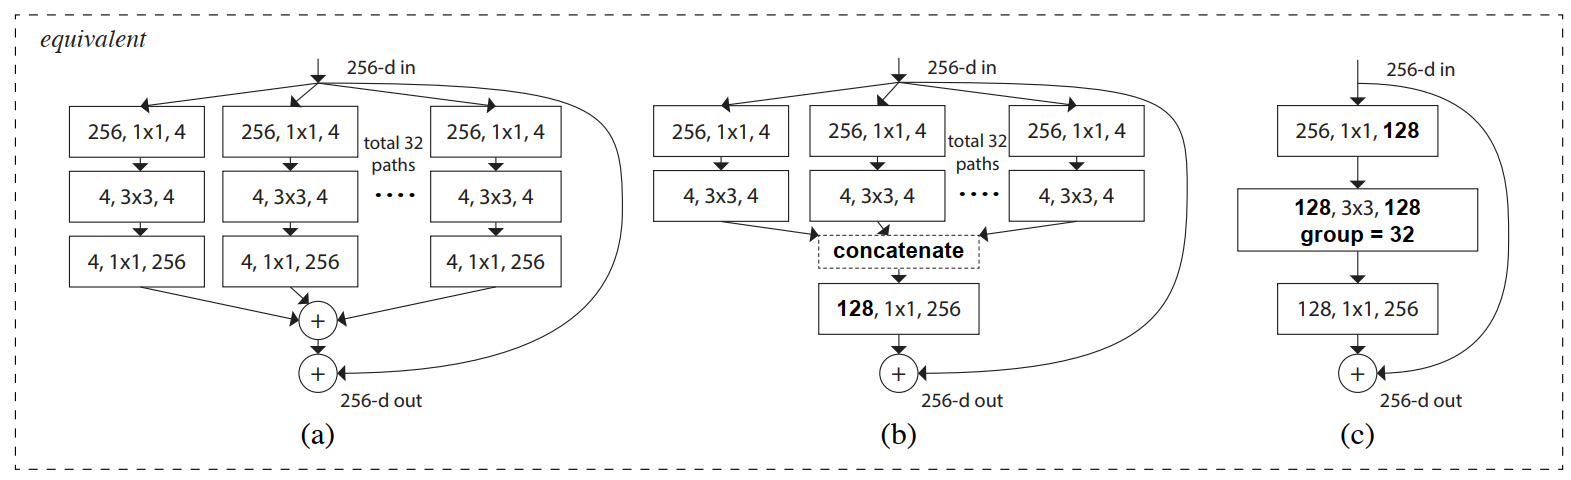 equivalent
256-d in
256, 1x1, 4
256, 1x1, 4
total 32
paths
256, 1x1, 4
4, 3x3, 4
4, 3x3, 4
....
4, 3x3, 4
4, 1x1, 256
4, 1x1, 256
4, 1x1, 256
+
+
256-d out
(a)
256-d in
256, 1x1, 4
256, 1x1, 4
total 32
paths
256, 1x1, 4
4, 3x3, 4
4, 3x3, 4
....
4, 3x3, 4
concatenate
128, 1x1, 256
+
256-d out
(b)
256-d in
256, 1x1, 128
128, 3x3, 128
group = 32
128, 1x1, 256
+
256-d out
(c)